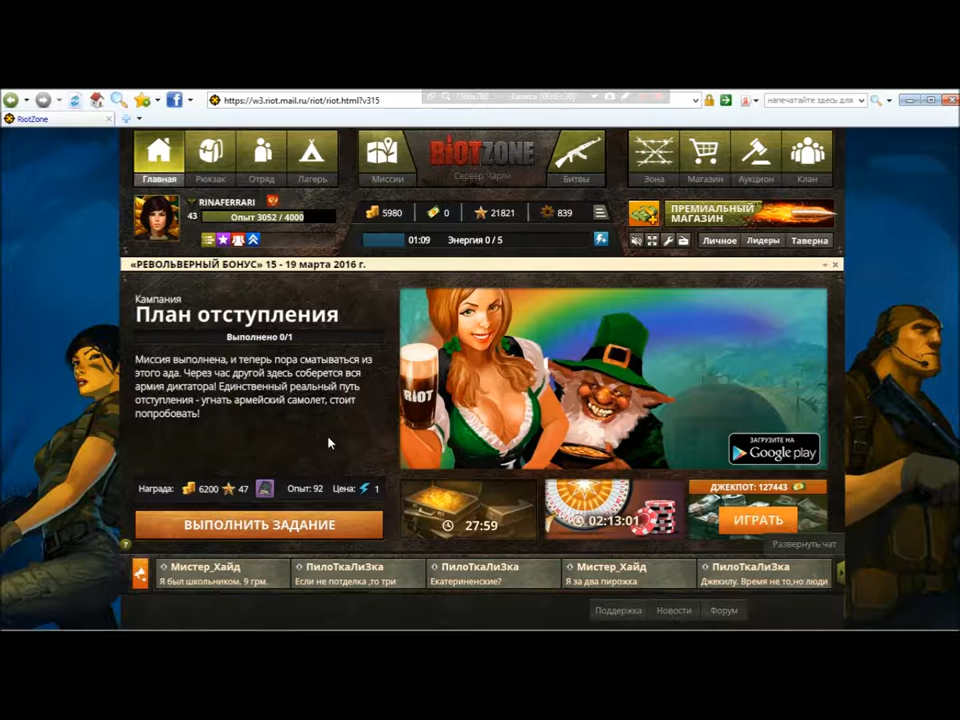 https://w3.riot.mail.ru/riot/riot.html?v315
напечатайте здесь для
RiotZone
RIOTZONE
Сервер Чарли
Главная
Рюкзак
Отряд
Лагерь
Миссии
Битвы
Зона
Магазин
Аукцион
Клан
RINAFERRARI
43
Опыт 3052 / 4000
5980
0
21821
839
ПРЕМИАЛЬНЫЙ
МАГАЗИН
01:09
Энергия 0 / 5
Личное
Лидеры
Таверна
«РЕВОЛЬВЕРНЫЙ БОНУС» 15 - 19 марта 2016 г.
Кампания
План отступления
Выполнено 0/1
Миссия выполнена, и теперь пора сматываться из
этого ада. Через час другой здесь соберется вся
армия диктатора! Единственный реальный путь
отступления - угнать армейский самолет, стоит
попробовать!
RIOT
ЗАГРУЗИТЕ НА
Google play
Награда:
6200
47
Опыт: 92
Цена:
1
ВЫПОЛНИТЬ ЗАДАНИЕ
27:59
02:13:01
ДЖЕКПОТ: 127443
ИГРАТЬ
Развернуть чат
Мистер_Хайд
Я был школьником. 9 грм.
ПилоТкаЛиЗка
Если не потделка ,то три
ПилоТкаЛиЗка
Екатериненские?
Мистер_Хайд
Я за два пирожка
ПилоТкаЛиЗка
Джекилу. Время не то,но люди
Поддержка
Новости
Форум